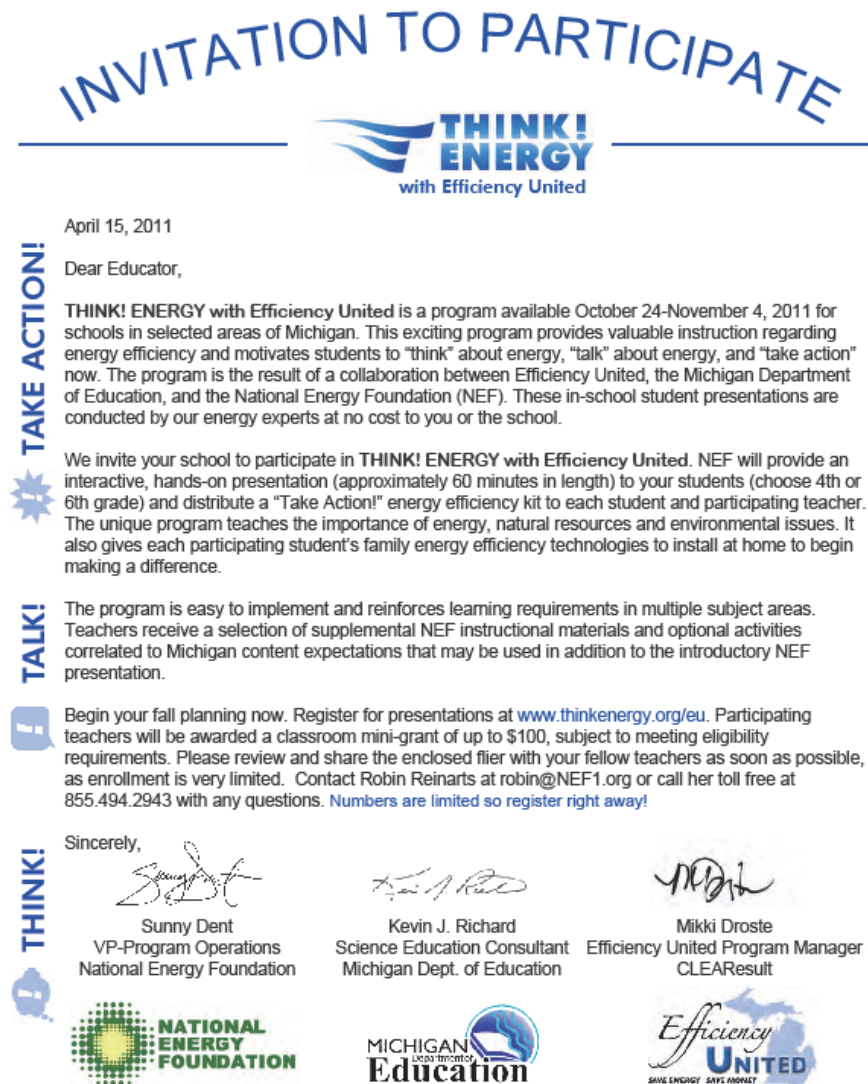 INVITATION TO PARTICIPATE
THINK!
ENERGY
with Efficiency United
April 15, 2011
Dear Educator,
THINK! ENERGY with Efficiency United is a program available October 24-November 4, 2011 for
schools in selected areas of Michigan. This exciting program provides valuable instruction regarding
energy efficiency and motivates students to “think” about energy, “talk” about energy, and “take action”
now. The program is the result of a collaboration between Efficiency United, the Michigan Department
of Education, and the National Energy Foundation (NEF). These in-school student presentations are
conducted by our energy experts at no cost to you or the school.
We invite your school to participate in THINK! ENERGY with Efficiency United. NEF will provide an
interactive, hands-on presentation (approximately 60 minutes in length) to your students (choose 4th or
6th grade) and distribute a “Take Action!” energy efficiency kit to each student and participating teacher.
The unique program teaches the importance of energy, natural resources and environmental issues. It
also gives each participating student’s family energy efficiency technologies to install at home to begin
making a difference.
The program is easy to implement and reinforces learning requirements in multiple subject areas.
Teachers receive a selection of supplemental NEF instructional materials and optional activities
correlated to Michigan content expectations that may be used in addition to the introductory NEF
presentation.
Begin your fall planning now. Register for presentations at www.thinkenergy.org/eu. Participating
teachers will be awarded a classroom mini-grant of up to $100, subject to meeting eligibility
requirements. Please review and share the enclosed flier with your fellow teachers as soon as possible,
as enrollment is very limited. Contact Robin Reinarts at robin@NEF1.org or call her toll free at
855.494.2943 with any questions. Numbers are limited so register right away!
Sincerely,
Sunny Dent
VP-Program Operations
National Energy Foundation
Kevin J. Richard
Science Education Consultant
Michigan Dept. of Education
Mikki Droste
Efficiency United Program Manager
CLEAResult
NATIONAL
ENERGY
FOUNDATION
MICHIGAN
Department of
Education
Efficiency
UNITED
SAVE ENERGY SAVE MONEY
TAKE ACTION!
TALK!
THINK!